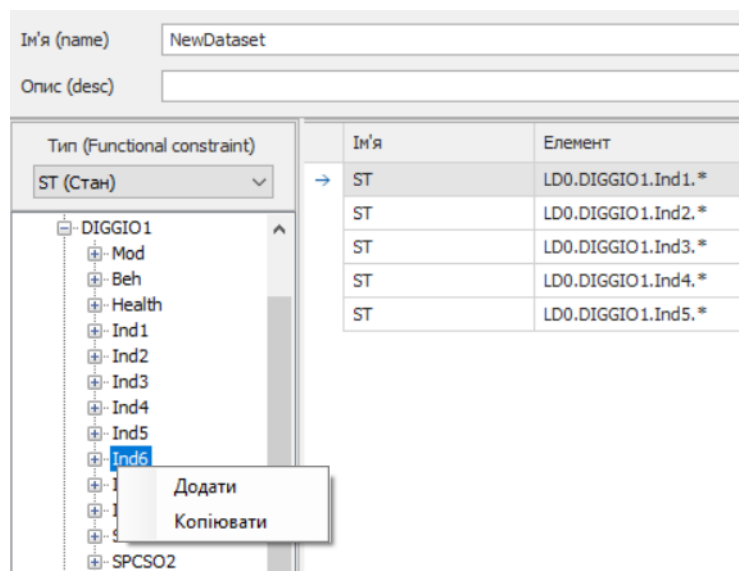 Ім'я (name) NewDataset
Опис (desc)
Тип (Functional constraint)
ST (Стан)
Ім'я Елемент
ST LD0.DIGGIO1.Ind1.*
ST LD0.DIGGIO1.Ind2.*
ST LD0.DIGGIO1.Ind3.*
ST LD0.DIGGIO1.Ind4.*
ST LD0.DIGGIO1.Ind5.*
DIGGIO1
Mod
Beh
Health
Ind1
Ind2
Ind3
Ind4
Ind5
Ind6
Додати
Копіювати
SPCSO2